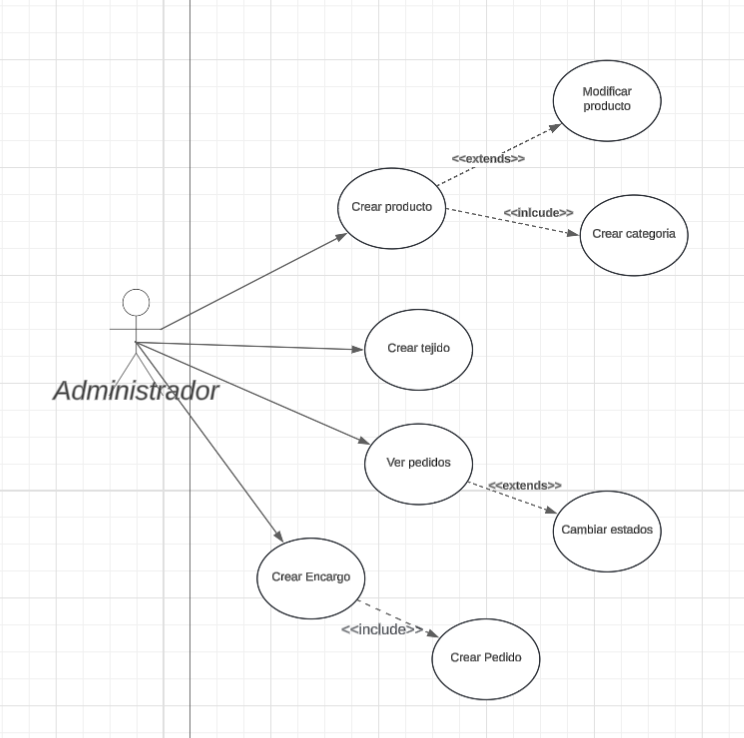 Modificar
producto
<<extends>>
Crear producto
<<inlcude>>
Crear categoria
Crear tejido
Administrador
Ver pedidos
<<extends>>
Cambiar estados
Crear Encargo
<<include>>
Crear Pedido